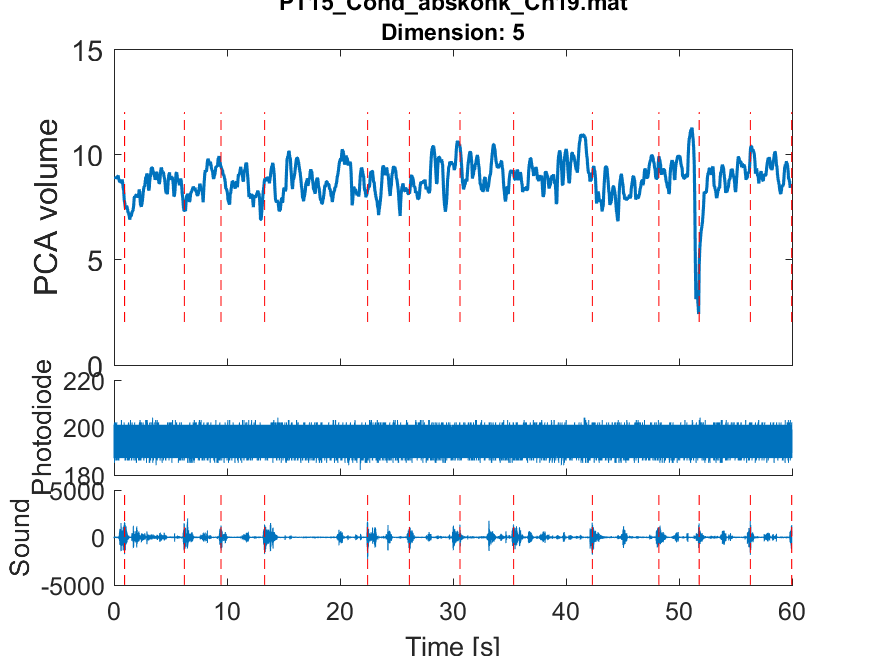 PT15_Cond_abskonk_Ch19.mat
Dimension: 5
15
10
5
0
PCA volume
220
200
180
Photodiode
5000
0
-5000
Sound
0 10 20 30 40 50 60
Time [s]